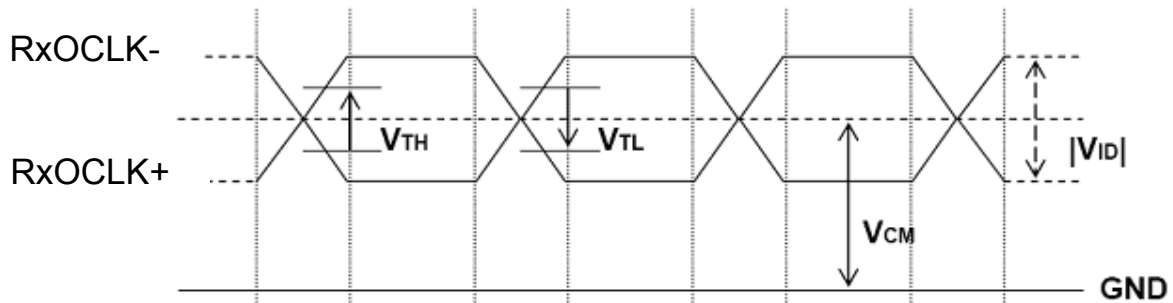 RxOCLK-
VTH
VTL
|VID|
RxOCLK+
VCM
GND